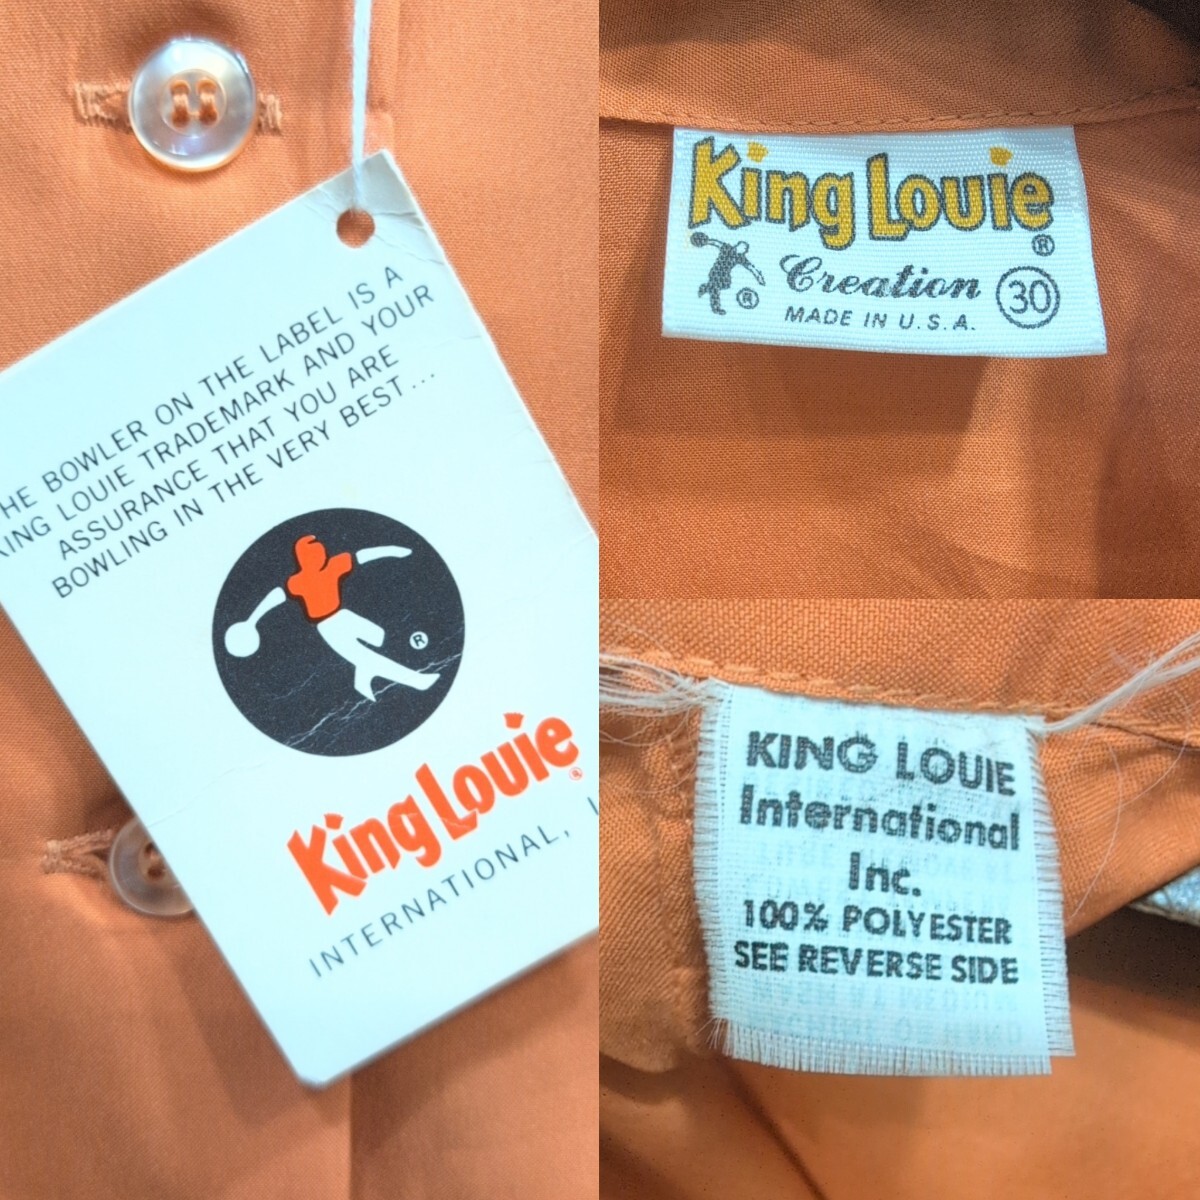 HE BOWLER ON THE LABEL IS A
KING LOUIE TRADEMARK AND YOUR
ASSURANCE THAT YOU ARE
BOWLING IN THE VERY BEST...
®
King Louie®
INTERNATIONAL,
King Louie®
® Creation 30
MADE IN U.S.A.
KING LOUIE
International
Inc.
100% POLYESTER
SEE REVERSE SIDE